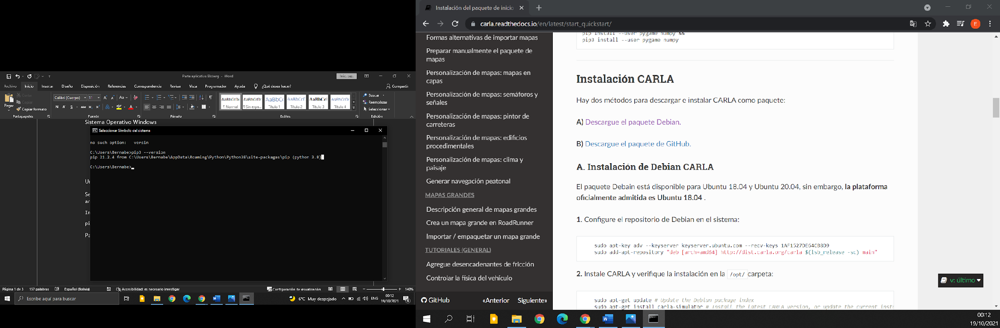 Parte aplicativa Elsberg - Word
Inic. ses.
Archivo Inicio Insertar Diseño Disposición Referencias Correspondencia Revisar Vista Programador Ayuda ¿Qué desea hacer? Compartir
Pegar
Cortar
Copiar
Copiar formato
Portapapeles
Calibri (Cuerpo) 11
Fuente
Párrafo
AaBbCcDc AaBbCcDc AaBbCc AaBbCcD AaBbCcI AaBbCcDc
¶ Normal ¶ Sin espa... Título 1 Título 2 Título 3 Título 4
Estilos
Buscar
Reemplazar
Seleccionar
Edición
Sistema Operativo Windows
Seleccionar Símbolo del sistema
no such option: versin
C:\Users\Bernabe>pip3 --version
pip 21.2.4 from C:\Users\Bernabe\AppData\Roaming\Python\Python38\site-packages\pip (python 3.8)
C:\Users\Bernabe>
Página 1 de 3 157 palabras Español (Bolivia) Accesibilidad: es necesario investigar Configuración de visualización 140%
Escribe aquí para buscar
6°C Muy despejado ENG 00:12
19/10/2021
4
Instalación del paquete de inicio
carla.readthedocs.io/en/latest/start_quickstart/
E
Formas alternativas de importar mapas
Preparar manualmente el paquete de
mapas
Personalización de mapas: mapas en
capas
Personalización de mapas: semáforos y
señales
Personalización de mapas: pintor de
carreteras
Personalización de mapas: edificios
procedimentales
Personalización de mapas: clima y
paisaje
Generar navegación peatonal
MAPAS GRANDES
Descripción general de mapas grandes
Crea un mapa grande en RoadRunner
Importar / empaquetar un mapa grande
TUTORIALES (GENERAL)
Agregue desencadenantes de fricción
Controlar la física del vehículo
GitHub «Anterior Siguiente»
pip install --user pygame numpy &&
pip3 install --user pygame numpy
Instalación CARLA
Hay dos métodos para descargar e instalar CARLA como paquete:
A) Descargue el paquete Debian.
B) Descargue el paquete de GitHub.
A. Instalación de Debian CARLA
El paquete Debain está disponible para Ubuntu 18.04 y Ubuntu 20.04, sin embargo, la plataforma
oficialmente admitida es Ubuntu 18.04 .
1. Configure el repositorio de Debian en el sistema:
sudo apt-key adv --keyserver keyserver.ubuntu.com --recv-keys 1AF1527DE64CB8D9
sudo add-apt-repository "deb [arch=amd64] http://dist.carla.org/carla $(lsb_release -sc) main"
2. Instale CARLA y verifique la instalación en la /opt/ carpeta:
sudo apt-get update # Update the Debian package index
sudo apt-get install carla-simulator # Install the latest CARLA version, or update the current inst
v: último
00:12
19/10/2021